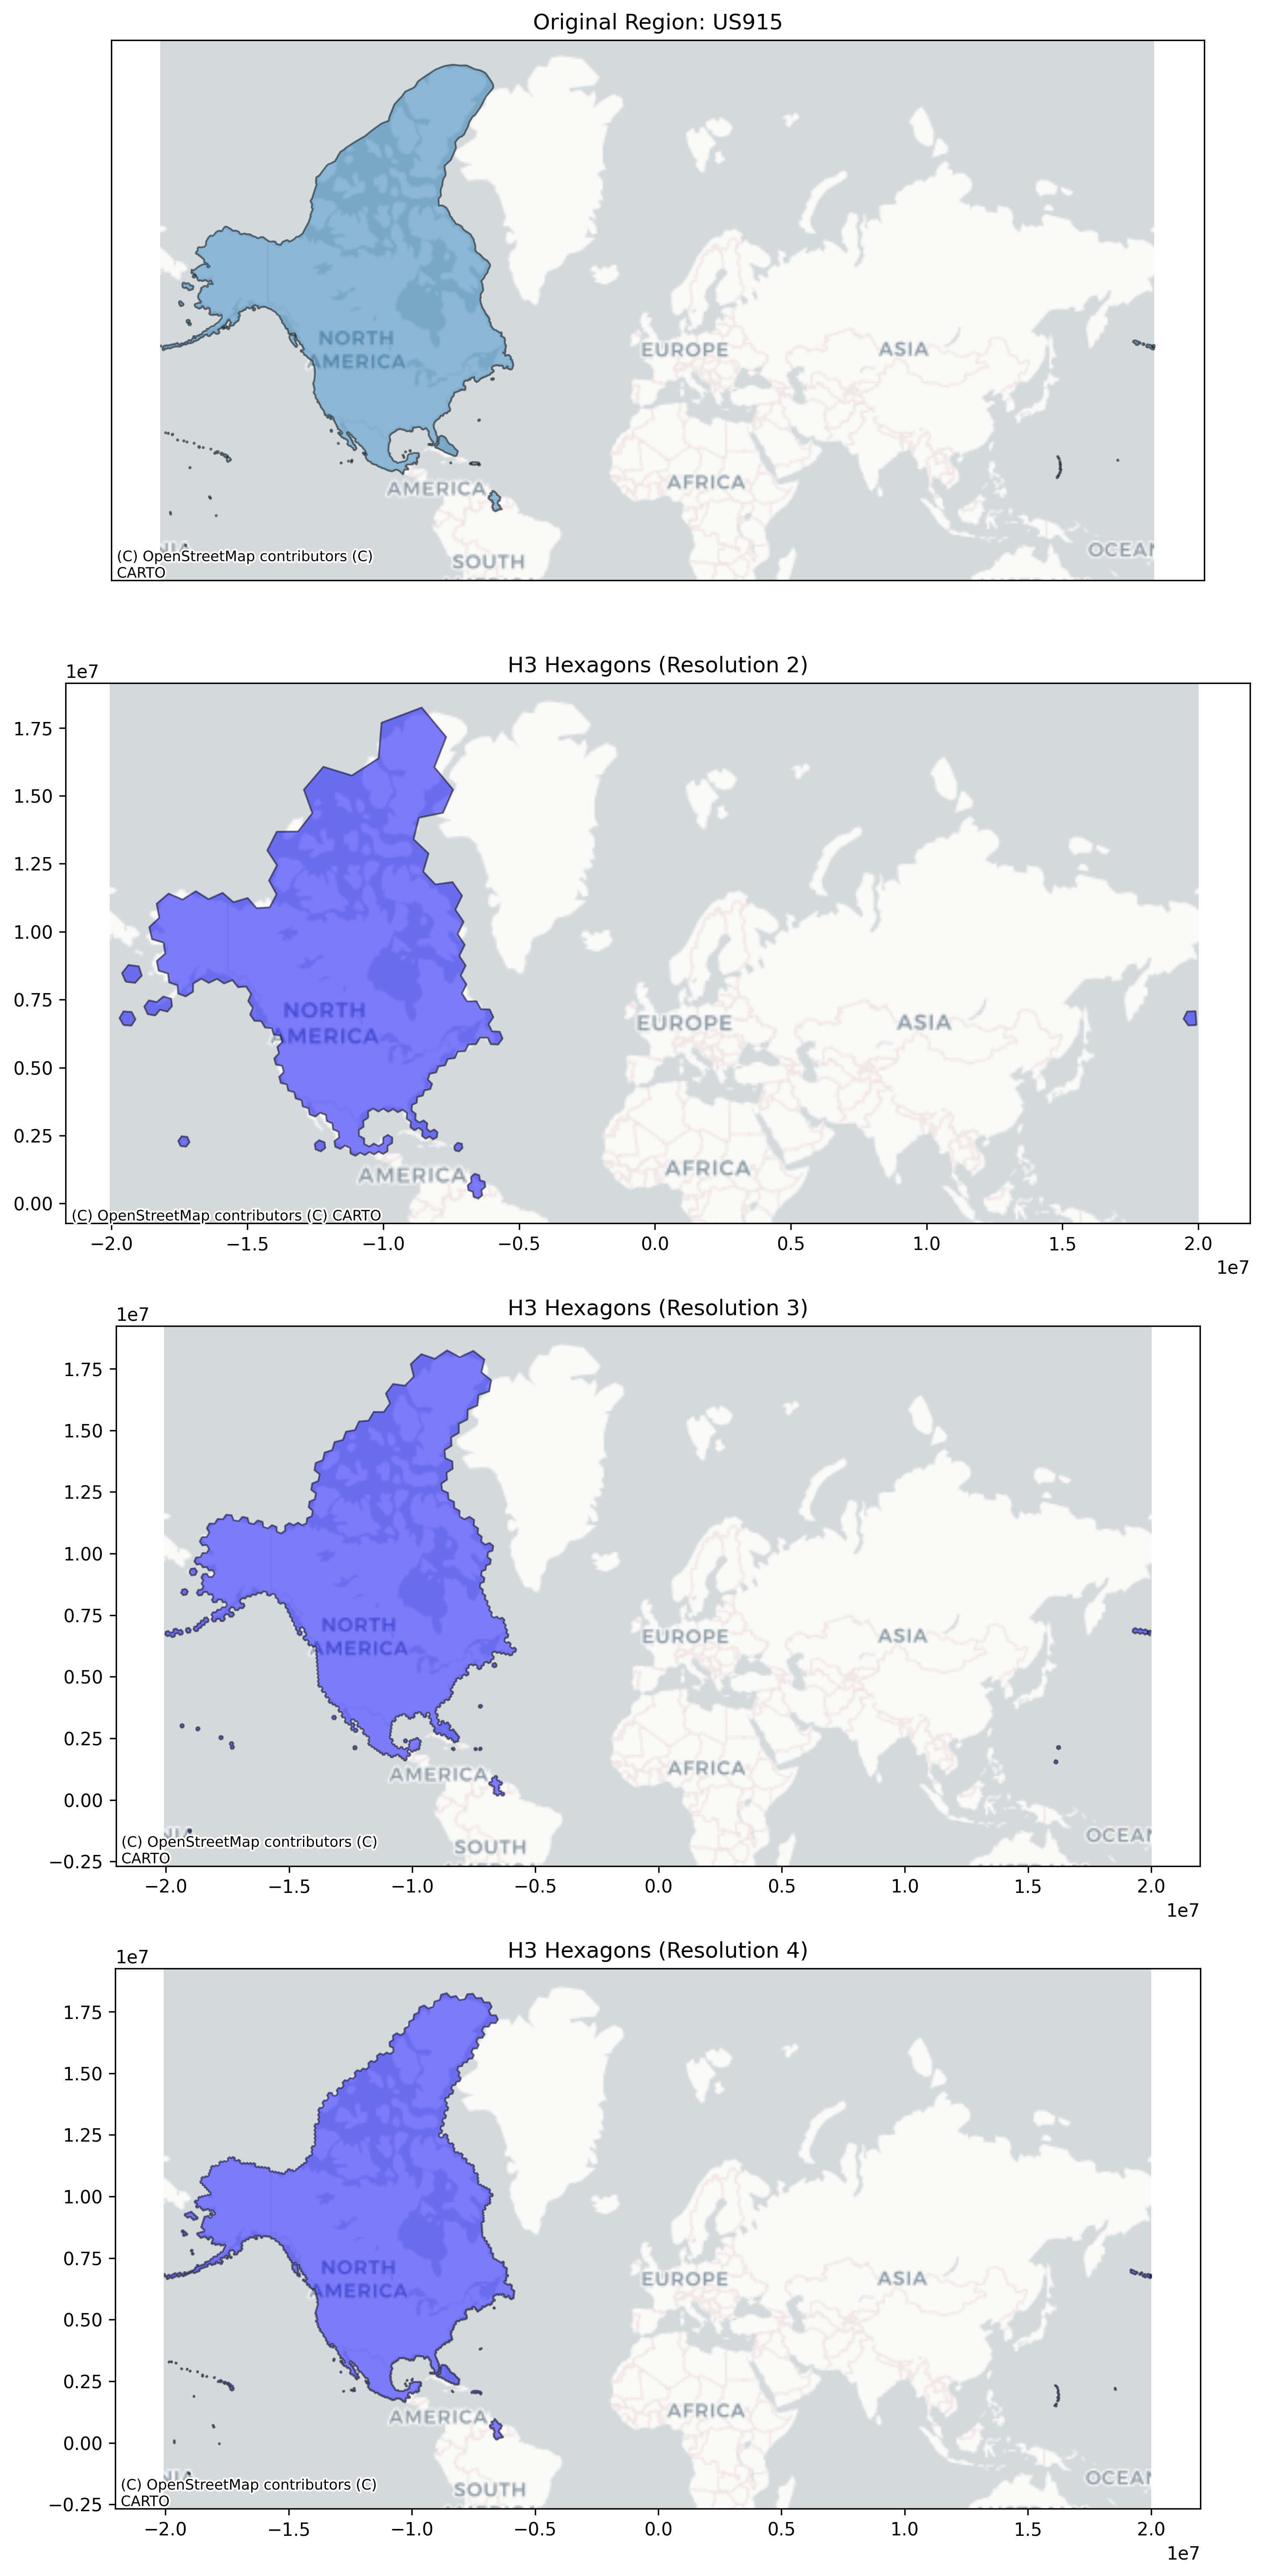 Original Region: US915
NORTH
AMERICA
EUROPE
ASIA
AFRICA
AMERICA
SOUTH
OCEAN
(C) OpenStreetMap contributors (C)
CARTO
H3 Hexagons (Resolution 2)
1e7
1.75
1.50
1.25
1.00
0.75
0.50
0.25
0.00
NORTH
AMERICA
EUROPE
ASIA
AFRICA
AMERICA
(C) OpenStreetMap contributors (C) CARTO
−2.0 −1.5 −1.0 −0.5 0.0 0.5 1.0 1.5 2.0
1e7
H3 Hexagons (Resolution 3)
1e7
1.75
1.50
1.25
1.00
0.75
0.50
0.25
0.00
−0.25
NORTH
AMERICA
EUROPE
ASIA
AFRICA
AMERICA
SOUTH
OCEAN
(C) OpenStreetMap contributors (C)
CARTO
−2.0 −1.5 −1.0 −0.5 0.0 0.5 1.0 1.5 2.0
1e7
H3 Hexagons (Resolution 4)
1e7
1.75
1.50
1.25
1.00
0.75
0.50
0.25
0.00
−0.25
NORTH
AMERICA
EUROPE
ASIA
AFRICA
AMERICA
SOUTH
OCEAN
(C) OpenStreetMap contributors (C)
CARTO
−2.0 −1.5 −1.0 −0.5 0.0 0.5 1.0 1.5 2.0
1e7